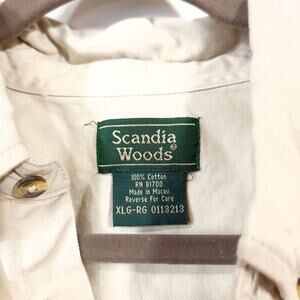 Scandia
Woods®
100% Cotton
RN 81700
Made in Macau
Reverse For Care
XLG-RG 0113213